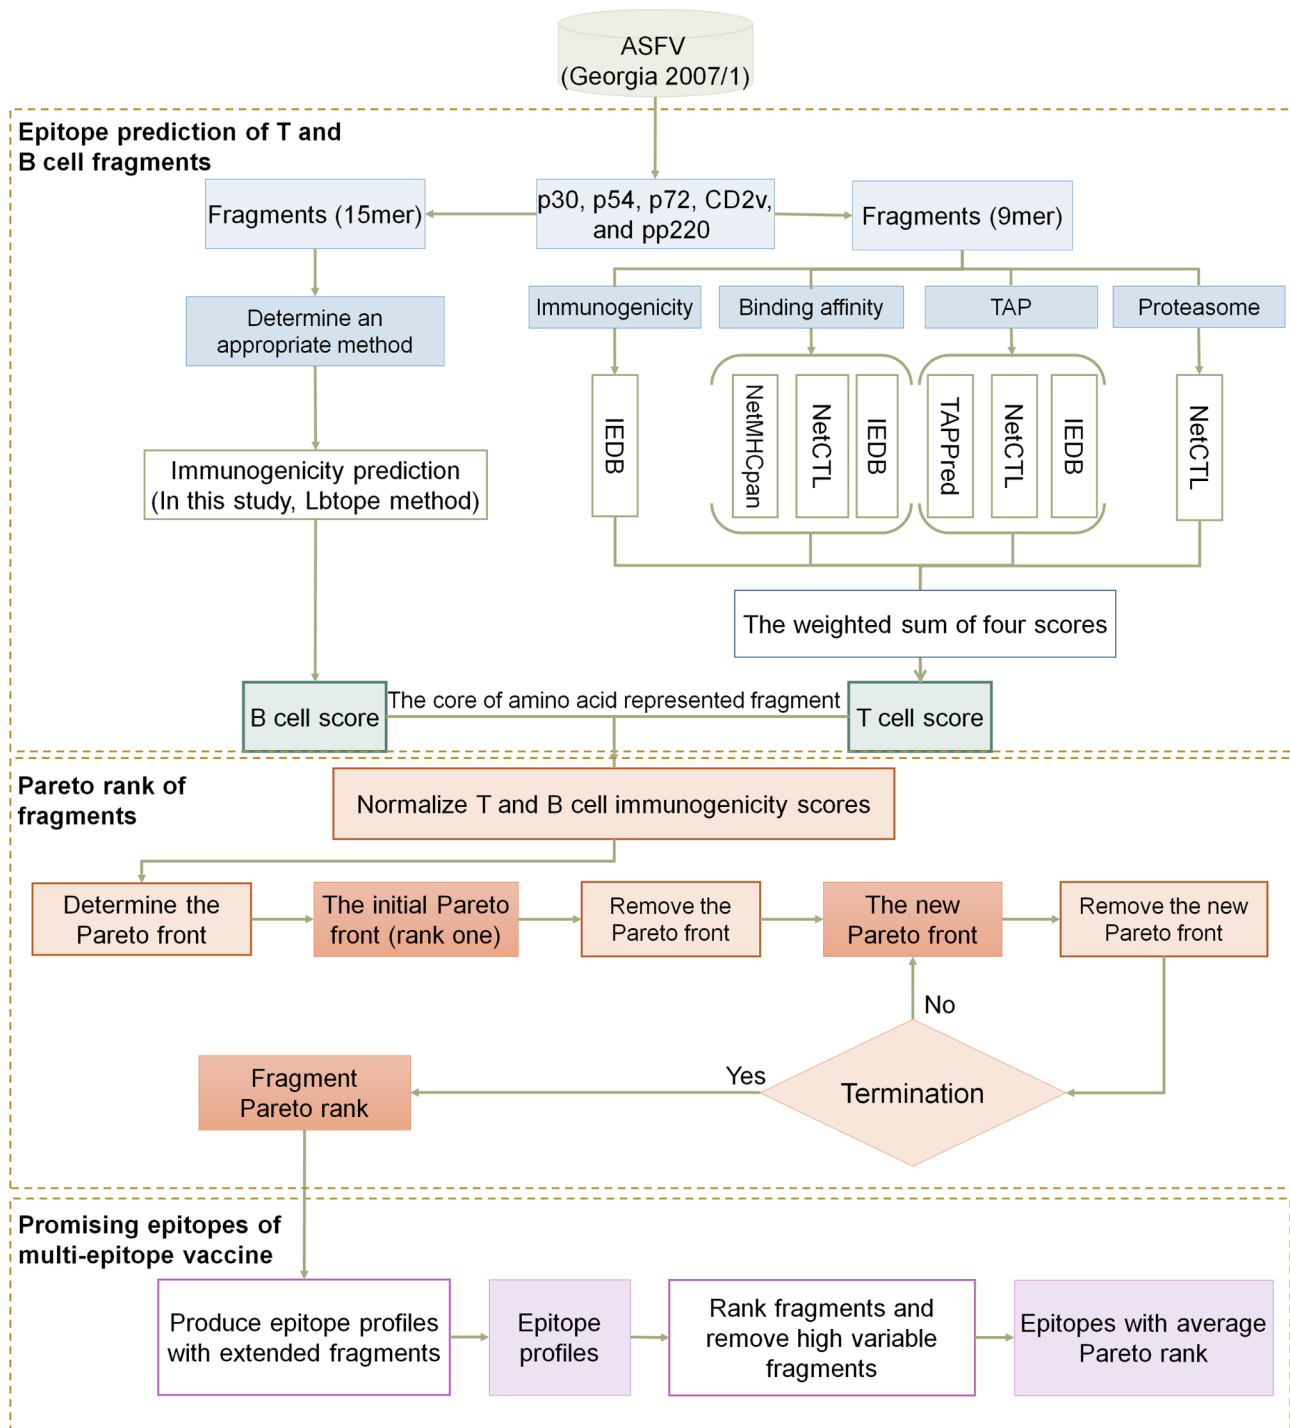 ASFV
(Georgia 2007/1)
Epitope prediction of T and
B cell fragments
Fragments (15mer)
p30, p54, p72, CD2v,
and pp220
Fragments (9mer)
Determine an
appropriate method
Immunogenicity
Binding affinity
TAP
Proteasome
IEDB
NetMHCpan
NetCTL
IEDB
TAPPred
NetCTL
IEDB
NetCTL
Immunogenicity prediction
(In this study, Lbtope method)
The weighted sum of four scores
B cell score
The core of amino acid represented fragment
T cell score
Pareto rank of
fragments
Normalize T and B cell immunogenicity scores
Determine the
Pareto front
The initial Pareto
front (rank one)
Remove the
Pareto front
The new
Pareto front
Remove the new
Pareto front
No
Termination
Yes
Fragment
Pareto rank
Promising epitopes of
multi-epitope vaccine
Produce epitope profiles
with extended fragments
Epitope
profiles
Rank fragments and
remove high variable
fragments
Epitopes with average
Pareto rank